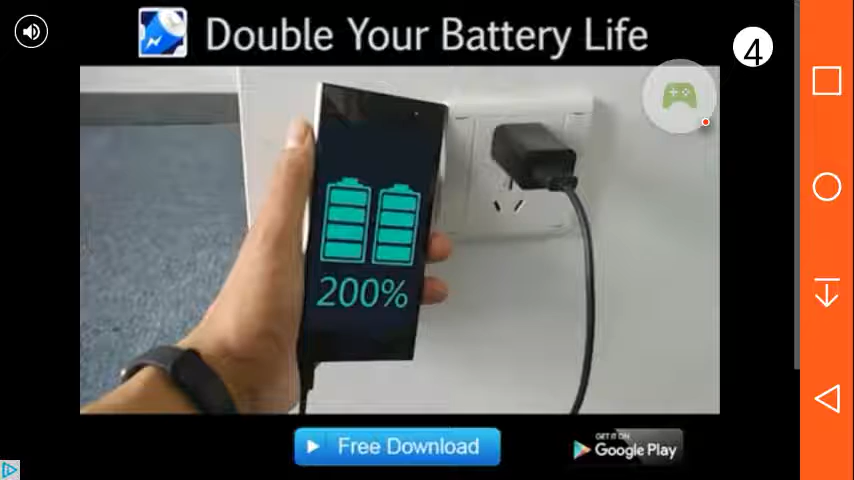 Double Your Battery Life
4
200%
Free Download
GET IT ON
Google Play